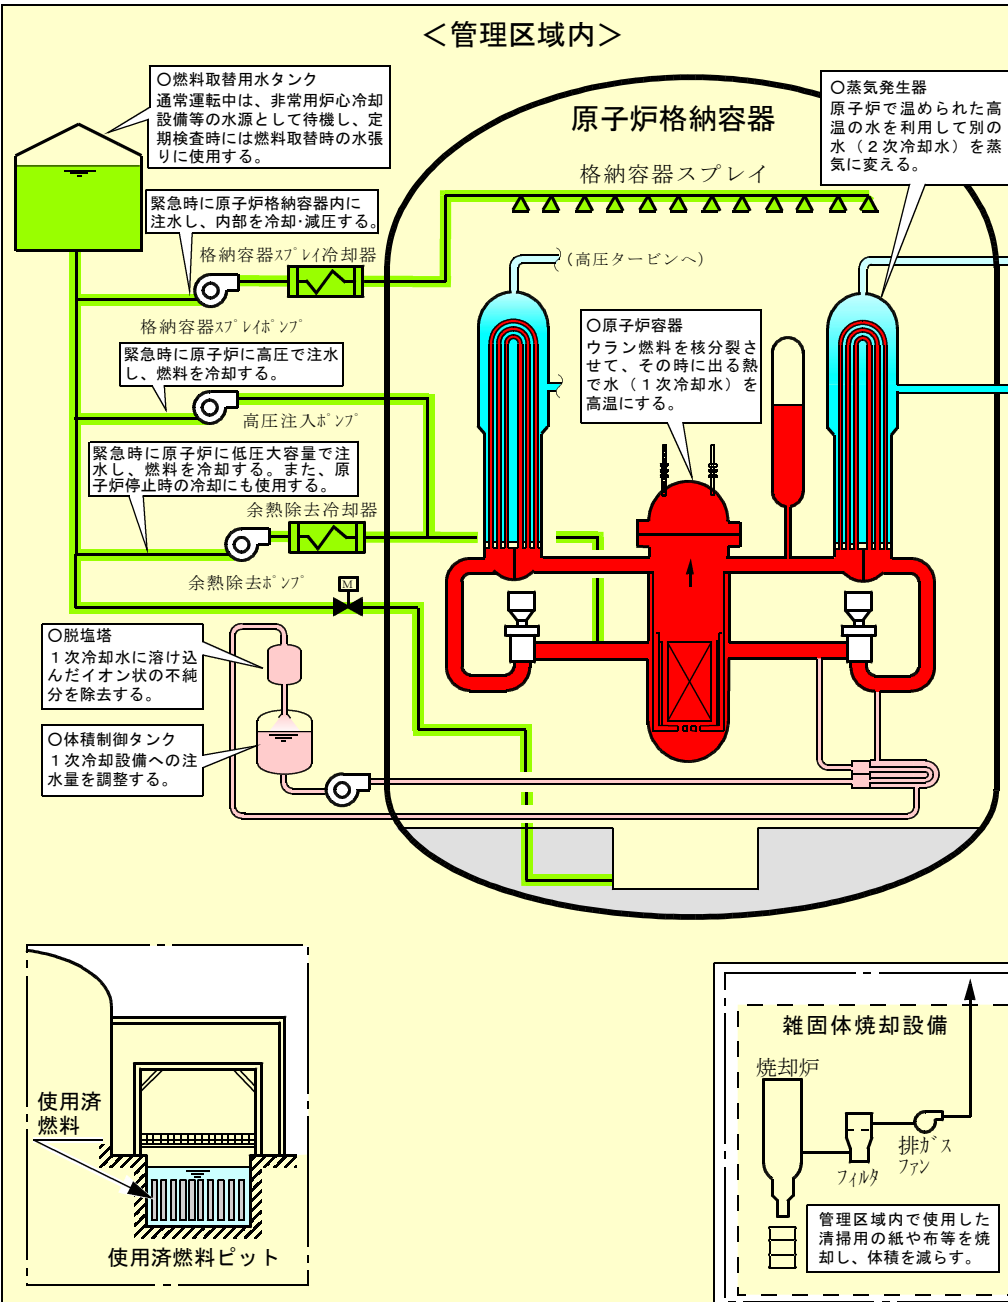 ＜管理区域内＞
○燃料取替用水タンク
通常運転中は、非常用炉心冷却
設備等の水源として待機し、定
期検査時には燃料取替時の水張
りに使用する。
原子炉格納容器
○蒸気発生器
原子炉で温められた高
温の水を利用して別の
水（２次冷却水）を蒸
気に変える。
格納容器スプレイ
緊急時に原子炉格納容器内に
注水し、内部を冷却･減圧する。
格納容器ｽﾌﾟﾚｲ冷却器
（高圧タービンへ）
格納容器ｽﾌﾟﾚｲﾎﾟﾝﾌﾟ
○原子炉容器
ウラン燃料を核分裂さ
せて、その時に出る熱
で水（１次冷却水）を
高温にする。
緊急時に原子炉に高圧で注水
し、燃料を冷却する。
高圧注入ﾎﾟﾝﾌﾟ
緊急時に原子炉に低圧大容量で注
水し、燃料を冷却する。また、原
子炉停止時の冷却にも使用する。
余熱除去冷却器
余熱除去ﾎﾟﾝﾌﾟ
M
○脱塩塔
１次冷却水に溶け込
んだイオン状の不純
分を除去する。
○体積制御タンク
１次冷却設備への注
水量を調整する。
使用済
燃料
使用済燃料ピット
雑固体焼却設備
焼却炉
排ｶﾞｽ
ﾌｧﾝ
ﾌｨﾙﾀ
管理区域内で使用した
清掃用の紙や布等を焼
却し、体積を減らす。